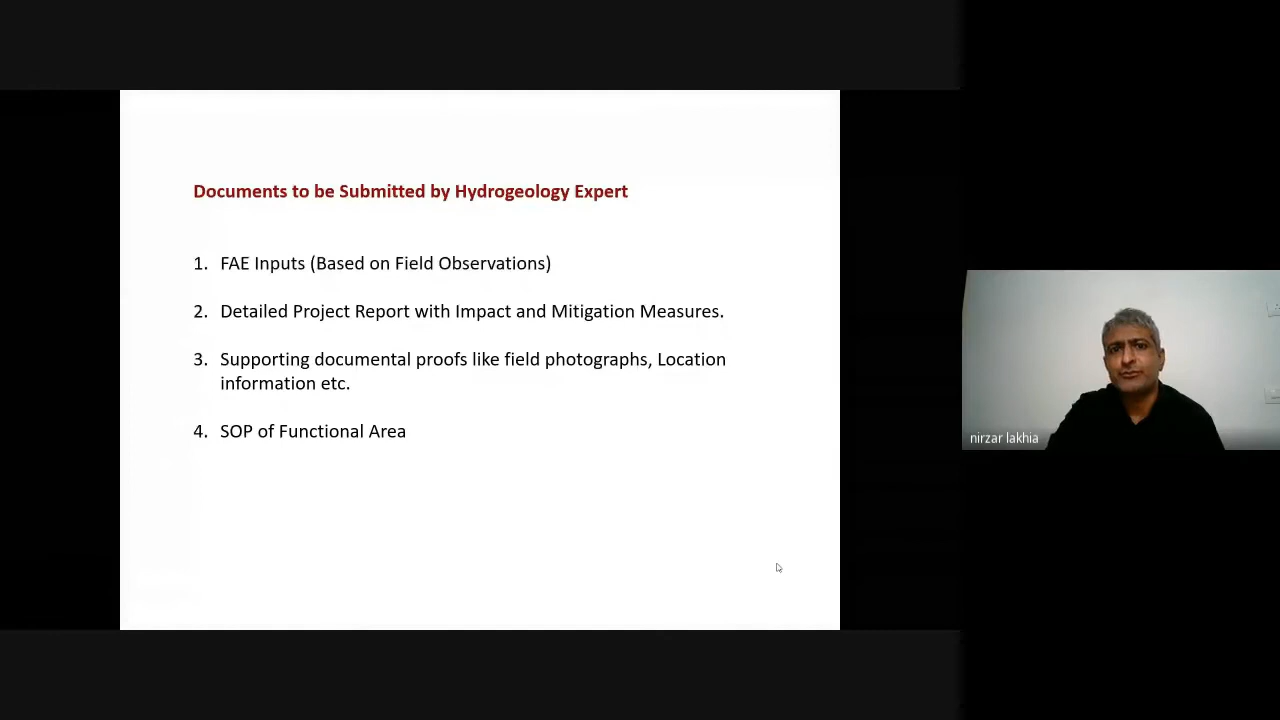 Documents to be Submitted by Hydrogeology Expert
1. FAE Inputs (Based on Field Observations)
2. Detailed Project Report with Impact and Mitigation Measures.
3. Supporting documental proofs like field photographs, Location
information etc.
4. SOP of Functional Area
nirzar lakhia